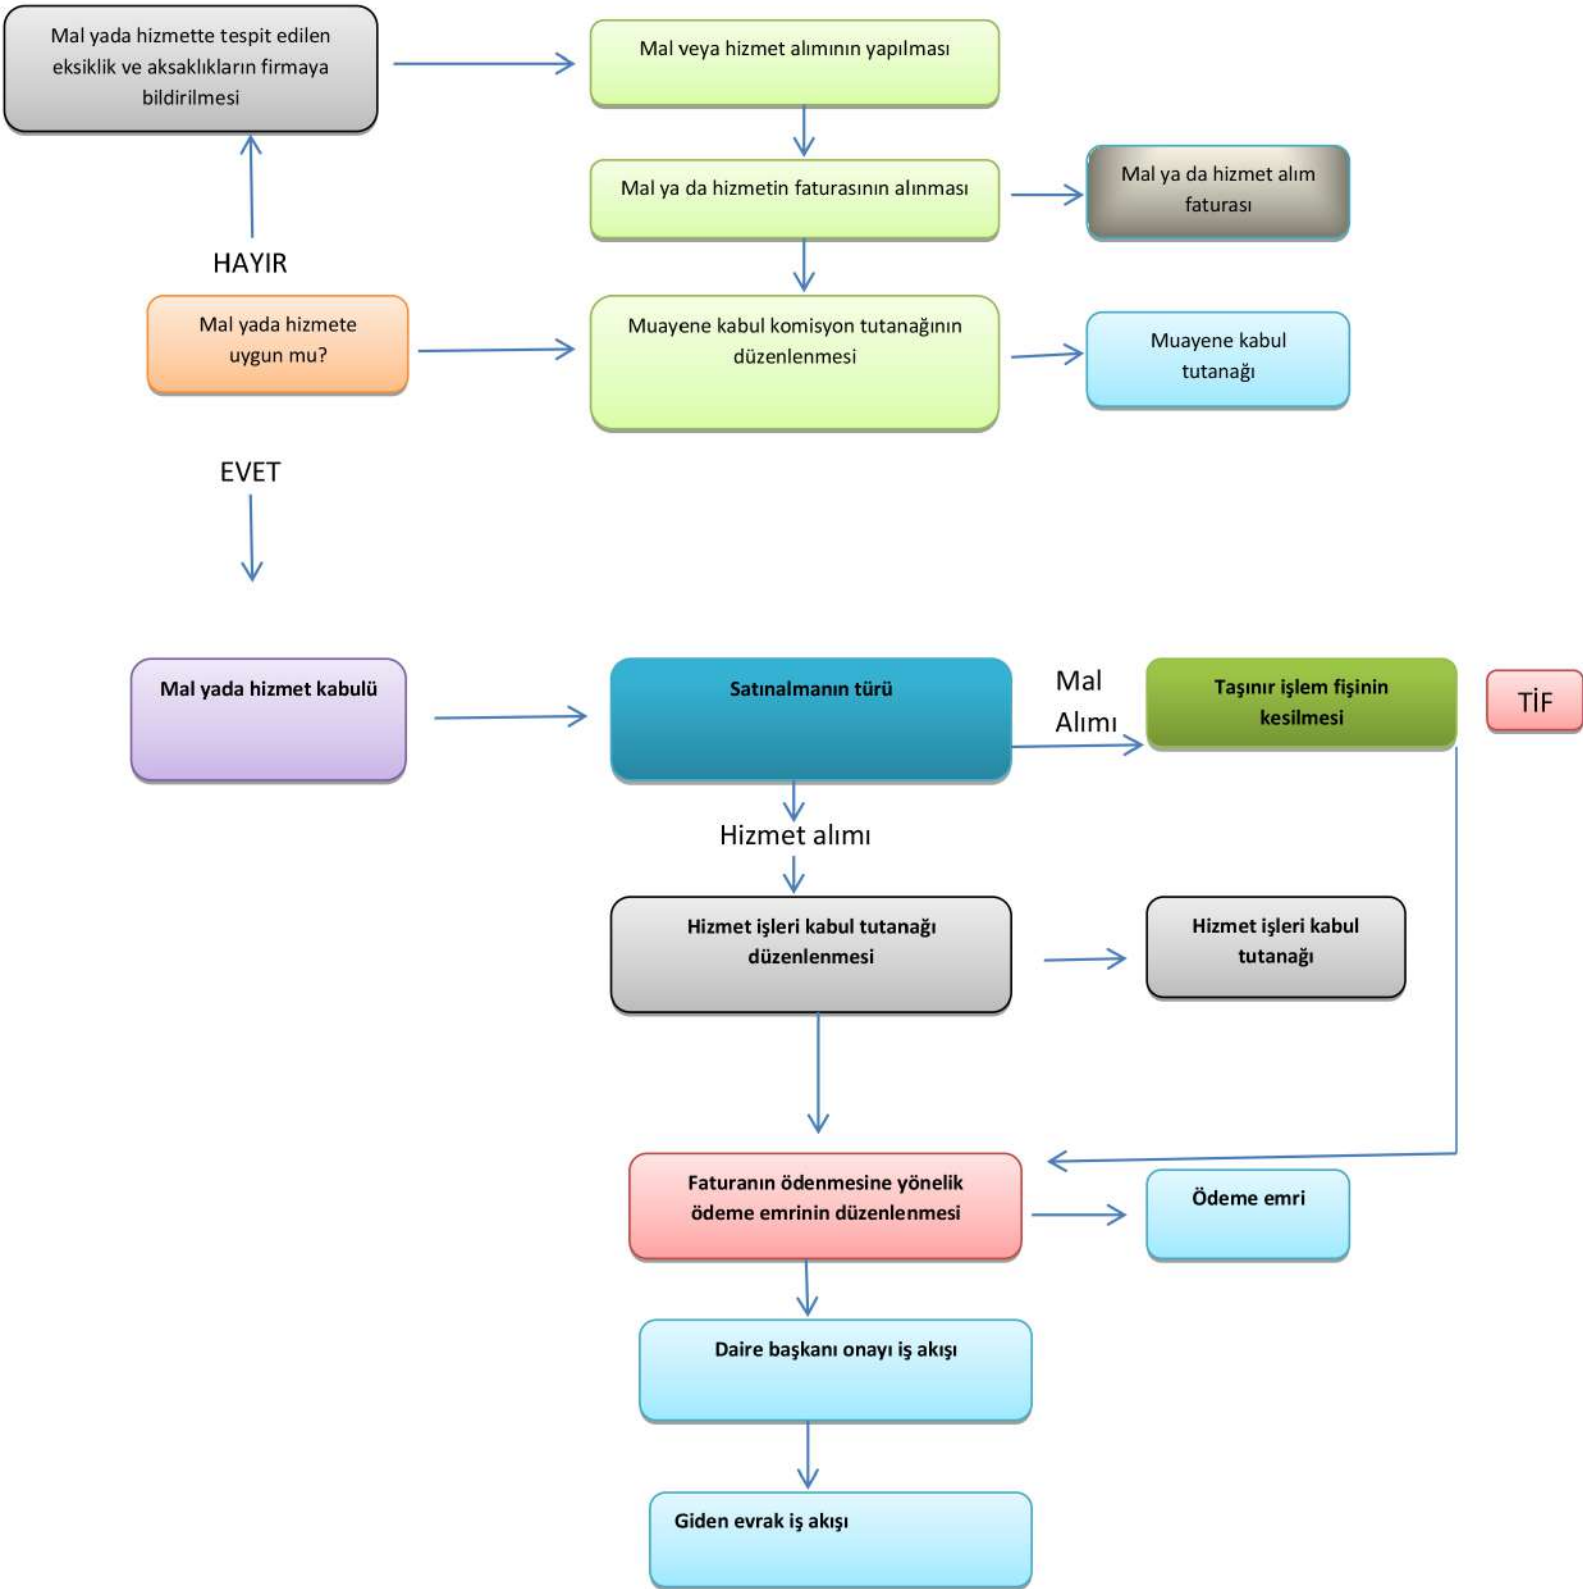 Mal yada hizmette tespit edilen
eksiklik ve aksaklıkların firmaya
bildirilmesi
Mal veya hizmet alımının yapılması
Mal ya da hizmetin faturasının alınması
Mal ya da hizmet alım
faturası
HAYIR
Mal yada hizmete
uygun mu?
Muayene kabul komisyon tutanağının
düzenlenmesi
Muayene kabul
tutanağı
EVET
Mal yada hizmet kabulü
Satınalmanın türü
Mal
Alımı
Taşınır işlem fişinin
kesilmesi
TİF
Hizmet alımı
Hizmet işleri kabul tutanağı
düzenlenmesi
Hizmet işleri kabul
tutanağı
Faturanın ödenmesine yönelik
ödeme emrinin düzenlenmesi
Ödeme emri
Daire başkanı onayı iş akışı
Giden evrak iş akışı